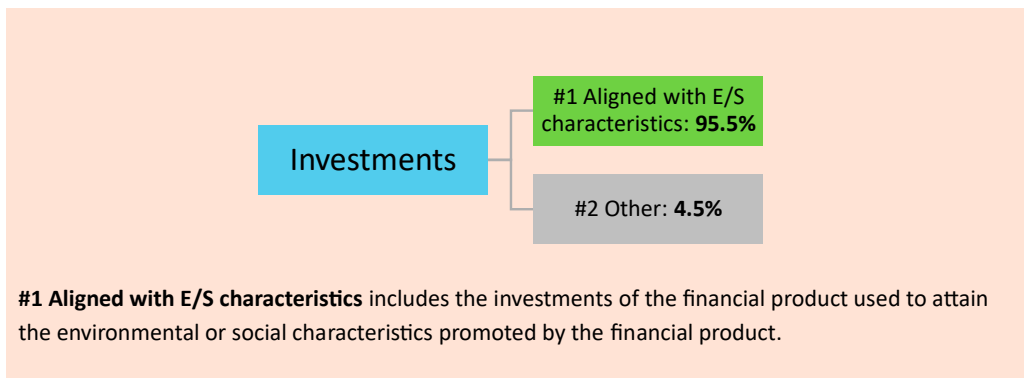 #1 Aligned with E/S
characteristics: 95.5%
Investments
#2 Other: 4.5%
#1 Aligned with E/S characteristics includes the investments of the financial product used to attain
the environmental or social characteristics promoted by the financial product.